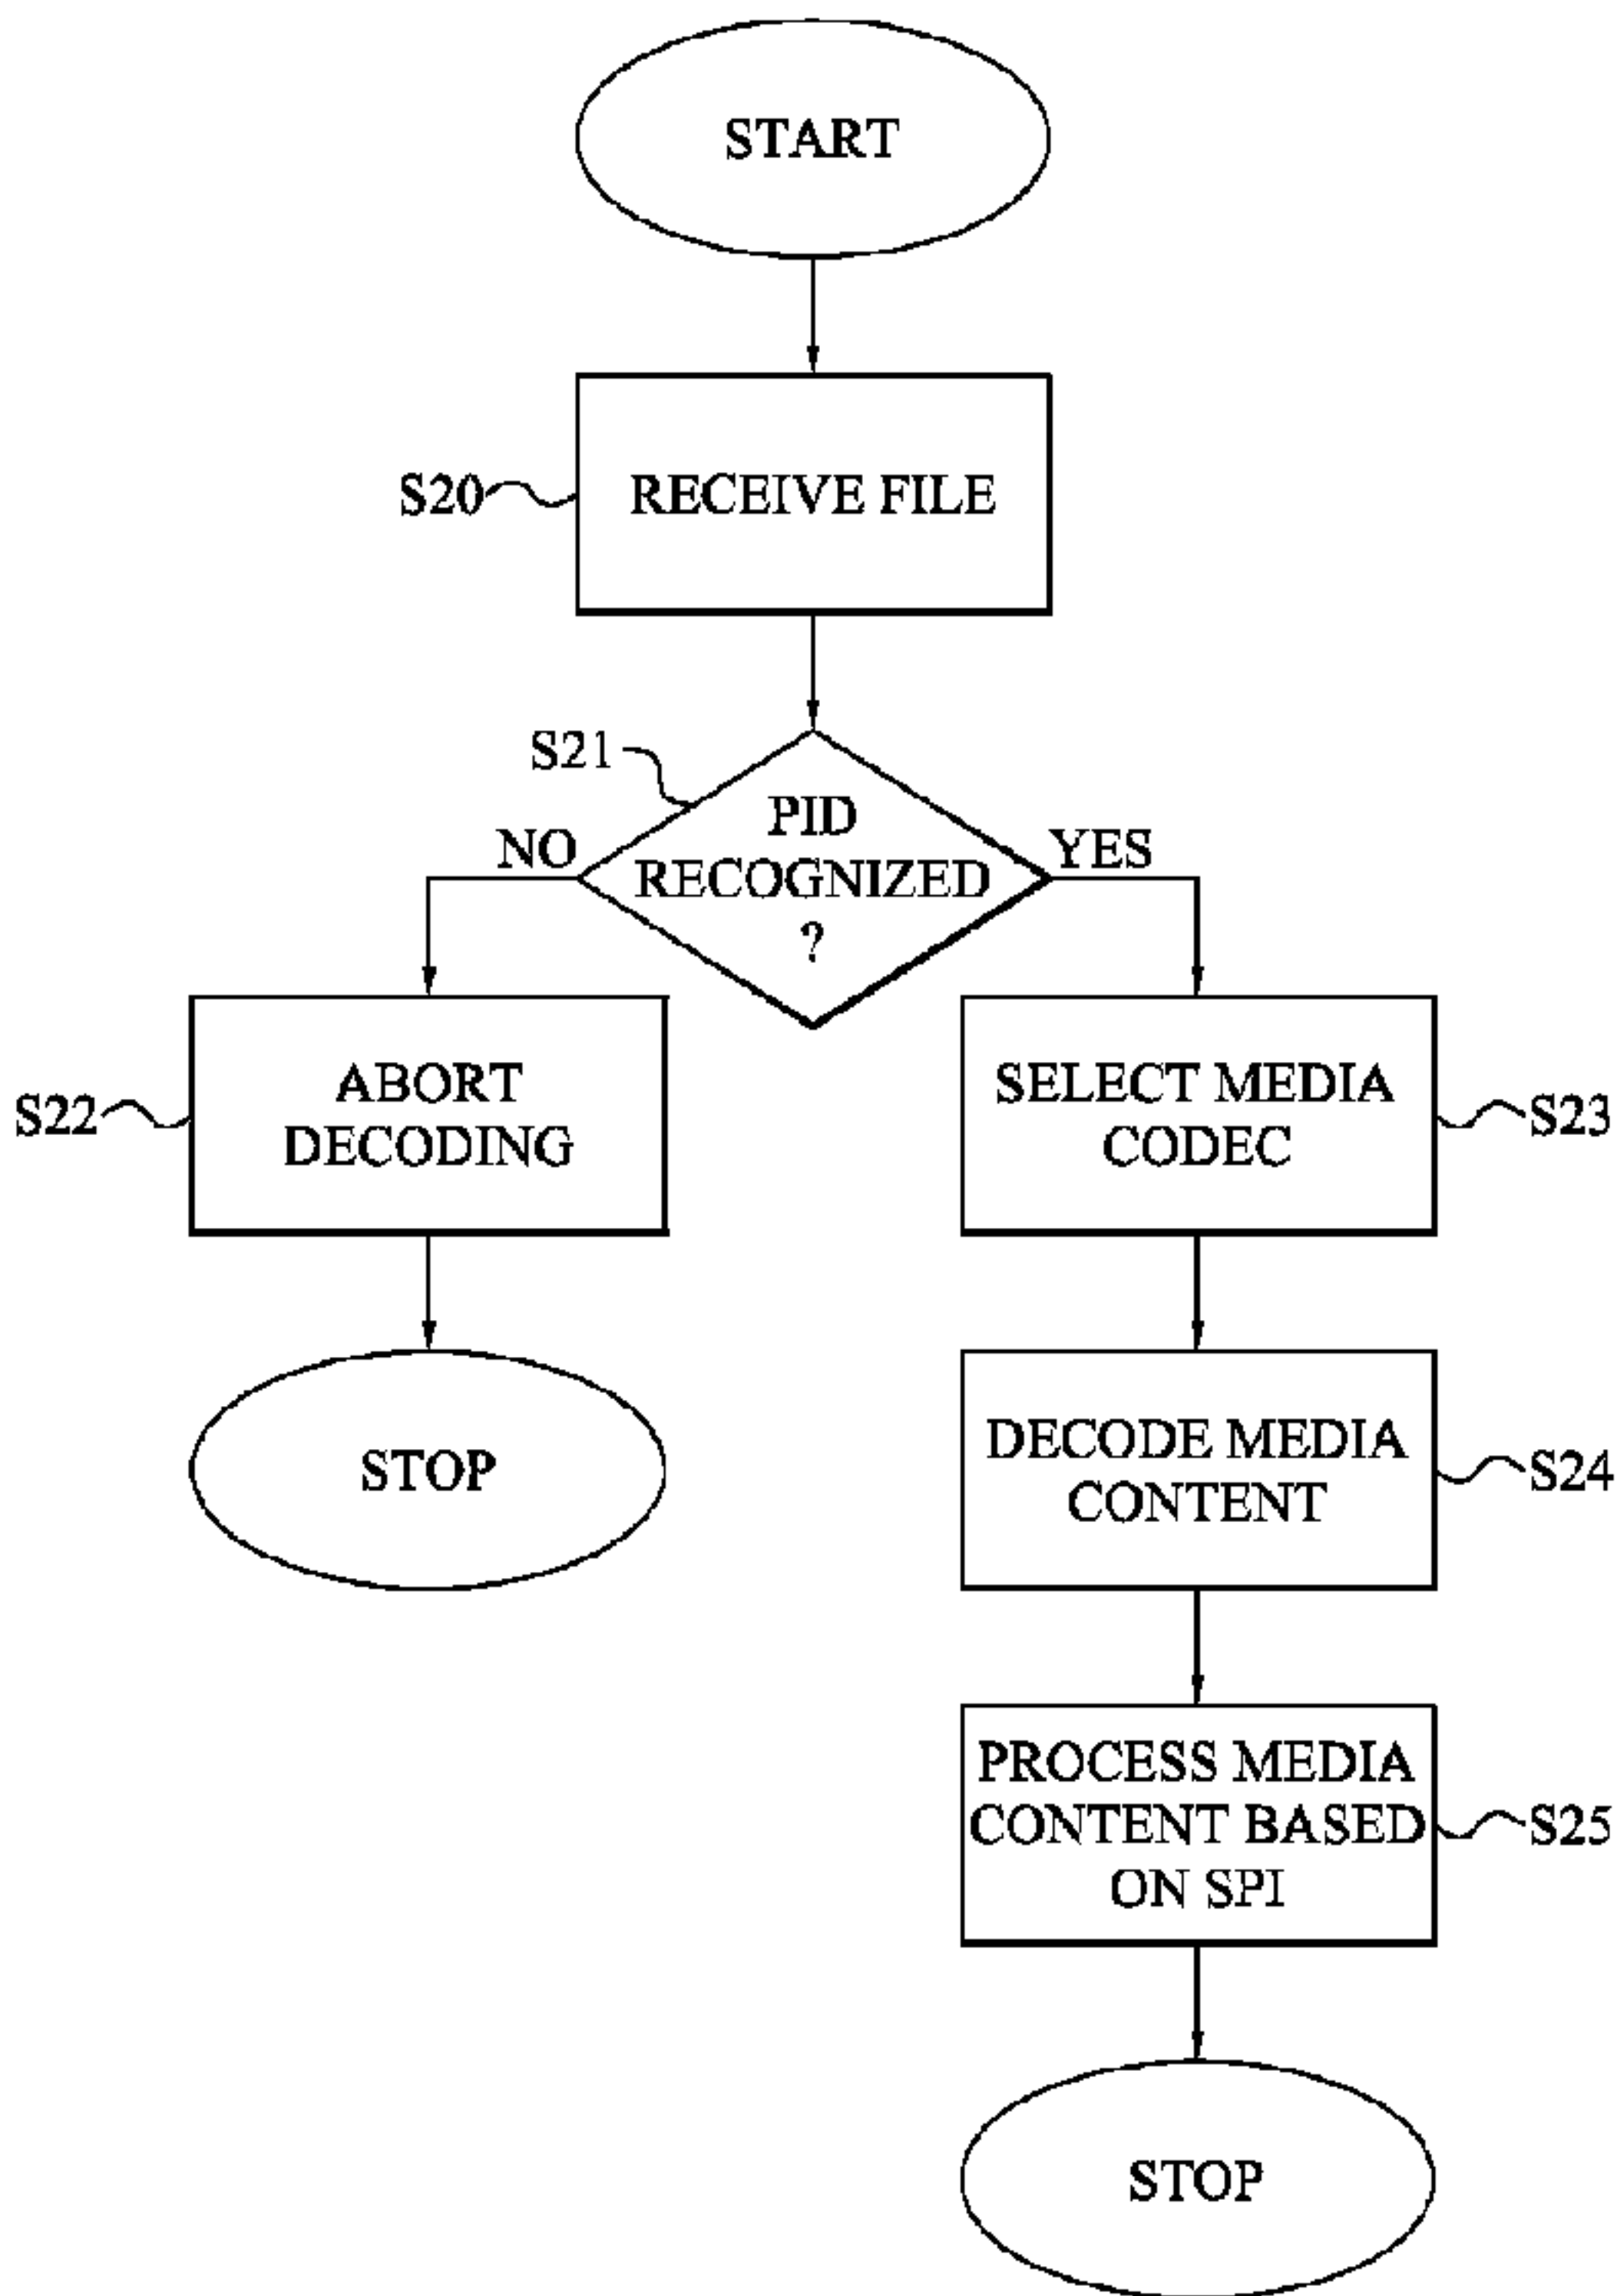 START
S20
RECEIVE FILE
S21
PID
RECOGNIZED
?
NO
YES
S22
ABORT
DECODING
SELECT MEDIA
CODEC
S23
STOP
DECODE MEDIA
CONTENT
S24
PROCESS MEDIA
CONTENT BASED
ON SPI
S25
STOP